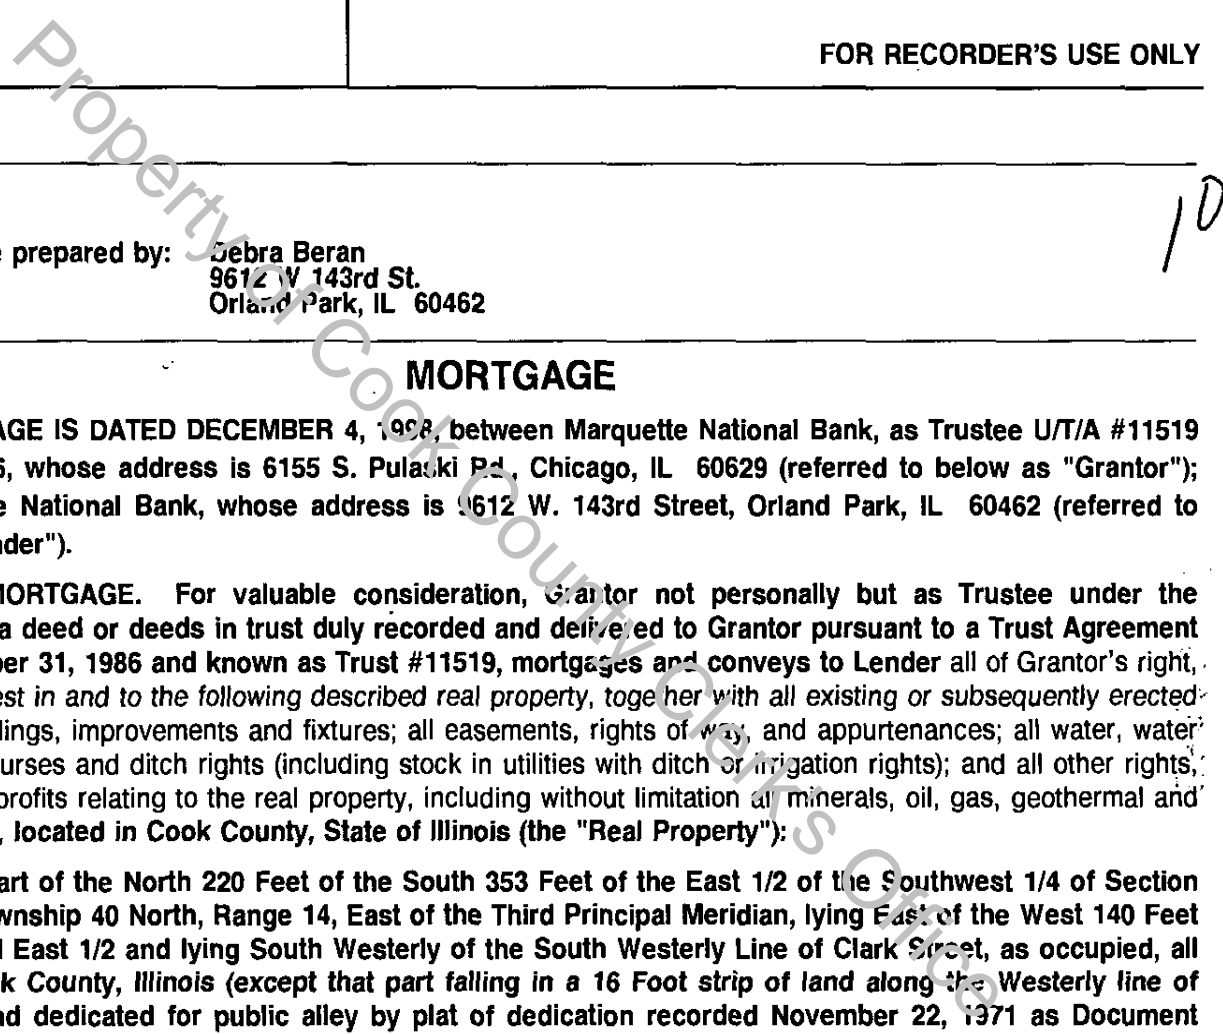 FOR RECORDER'S USE ONLY
10
prepared by: Debra Beran
9612 W 143rd St.
Orland Park, IL 60462
MORTGAGE
AGE IS DATED DECEMBER 4, 1998, between Marquette National Bank, as Trustee U/T/A #11519
6, whose address is 6155 S. Pulaski Rd., Chicago, IL 60629 (referred to below as "Grantor");
e National Bank, whose address is 9612 W. 143rd Street, Orland Park, IL 60462 (referred to
nder").
MORTGAGE. For valuable consideration, Grantor not personally but as Trustee under the
a deed or deeds in trust duly recorded and delivered to Grantor pursuant to a Trust Agreement
ber 31, 1986 and known as Trust #11519, mortgages and conveys to Lender all of Grantor's right,
est in and to the following described real property, together with all existing or subsequently erected
dings, improvements and fixtures; all easements, rights of way, and appurtenances; all water, water
urses and ditch rights (including stock in utilities with ditch or irrigation rights); and all other rights,
profits relating to the real property, including without limitation all minerals, oil, gas, geothermal and
, located in Cook County, State of Illinois (the "Real Property"):
art of the North 220 Feet of the South 353 Feet of the East 1/2 of the Southwest 1/4 of Section
wnship 40 North, Range 14, East of the Third Principal Meridian, lying East of the West 140 Feet
d East 1/2 and lying South Westerly of the South Westerly Line of Clark Street, as occupied, all
k County, Illinois (except that part falling in a 16 Foot strip of land along the Westerly line of
nd dedicated for public alley by plat of dedication recorded November 22, 1971 as Document
Property of Cook County Clerk's Office